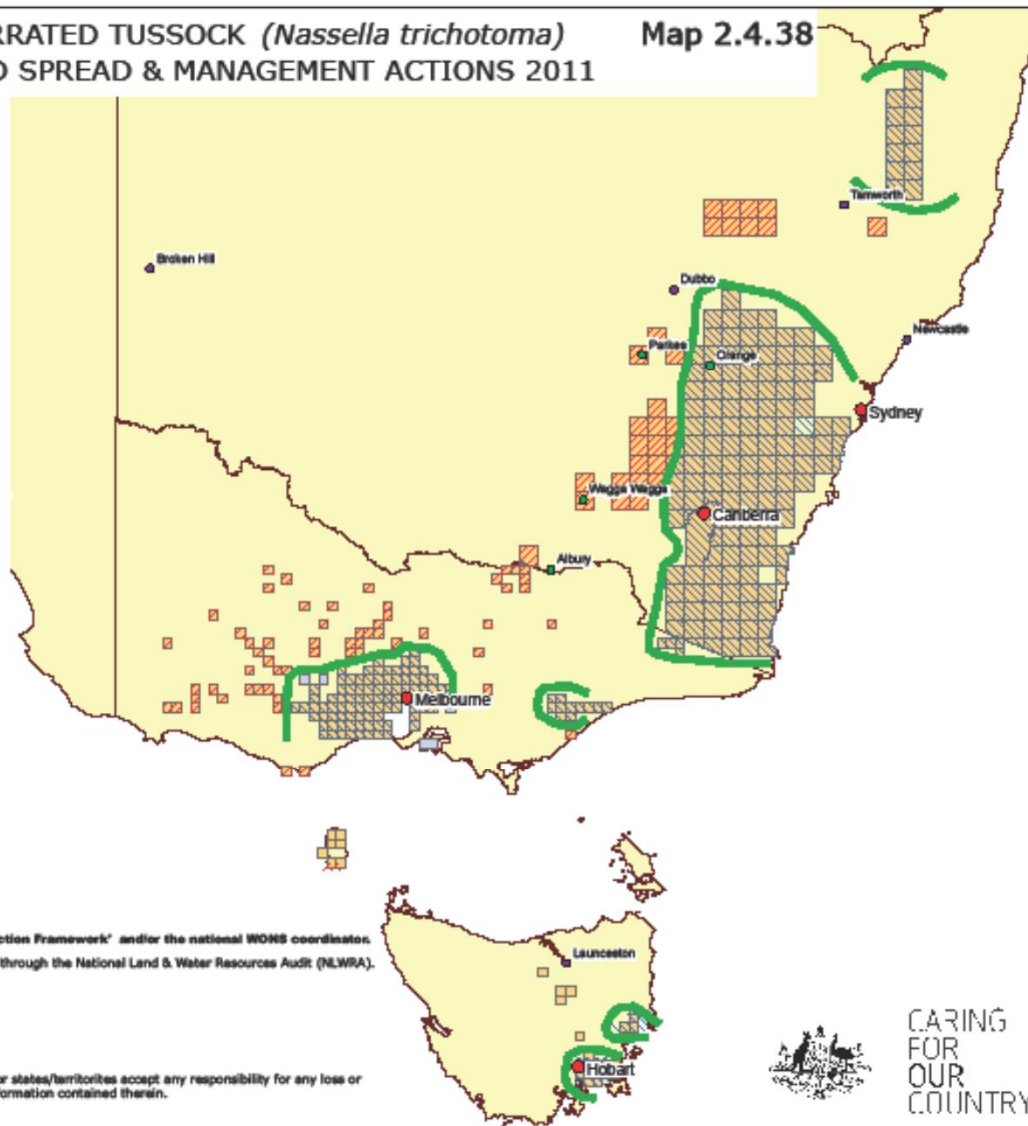 RRATED TUSSOCK (Nassella trichotoma) Map 2.4.38
D SPREAD & MANAGEMENT ACTIONS 2011
Tamworth
Broken Hill
Dubbo
Newcastle
Parkes
Orange
Sydney
Wagga Wagga
Canberra
Albury
Melbourne
ction Framework' and/or the national WONS coordinator.
through the National Land & Water Resources Audit (NLWRA).
Launceston
CARING
FOR
OUR
COUNTRY
Hobart
or states/territorites accept any responsibility for any loss or
formation contained therein.